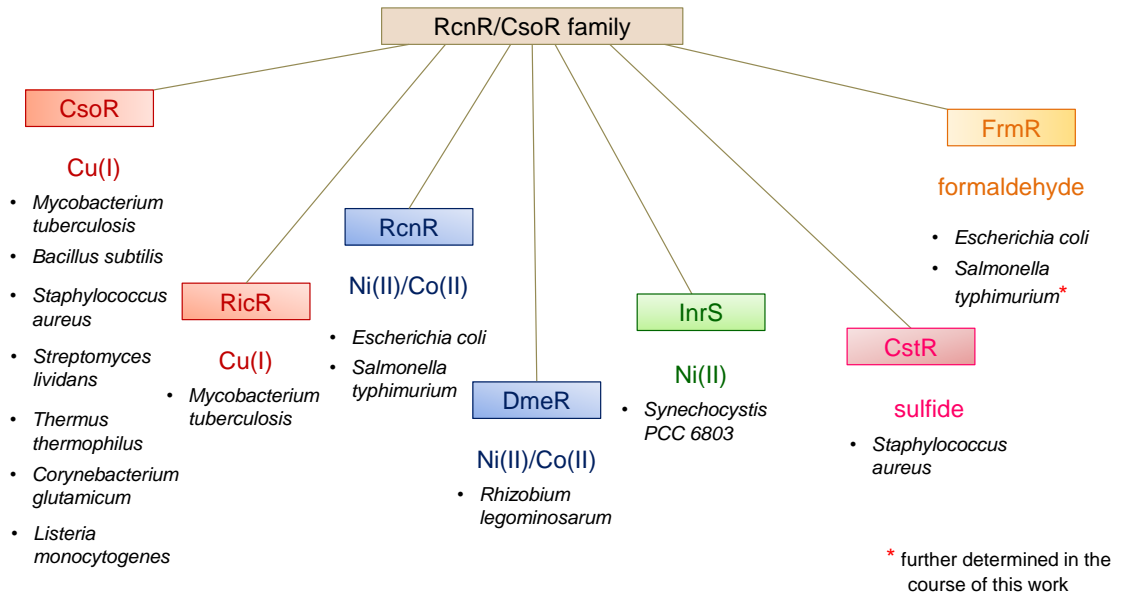 RcnR/CsoR family
CsoR
Cu(I)
• Mycobacterium
tuberculosis
• Bacillus subtilis
• Staphylococcus
aureus
• Streptomyces
lividans
• Thermus
thermophilus
• Corynebacterium
glutamicum
• Listeria
monocytogenes
RicR
Cu(I)
• Mycobacterium
tuberculosis
RcnR
Ni(II)/Co(II)
• Escherichia coli
• Salmonella
typhimurium
DmeR
Ni(II)/Co(II)
• Rhizobium
legominosarum
InrS
Ni(II)
• Synechocystis
PCC 6803
CstR
sulfide
• Staphylococcus
aureus
FrmR
formaldehyde
• Escherichia coli
• Salmonella
typhimurium*
* further determined in the
course of this work